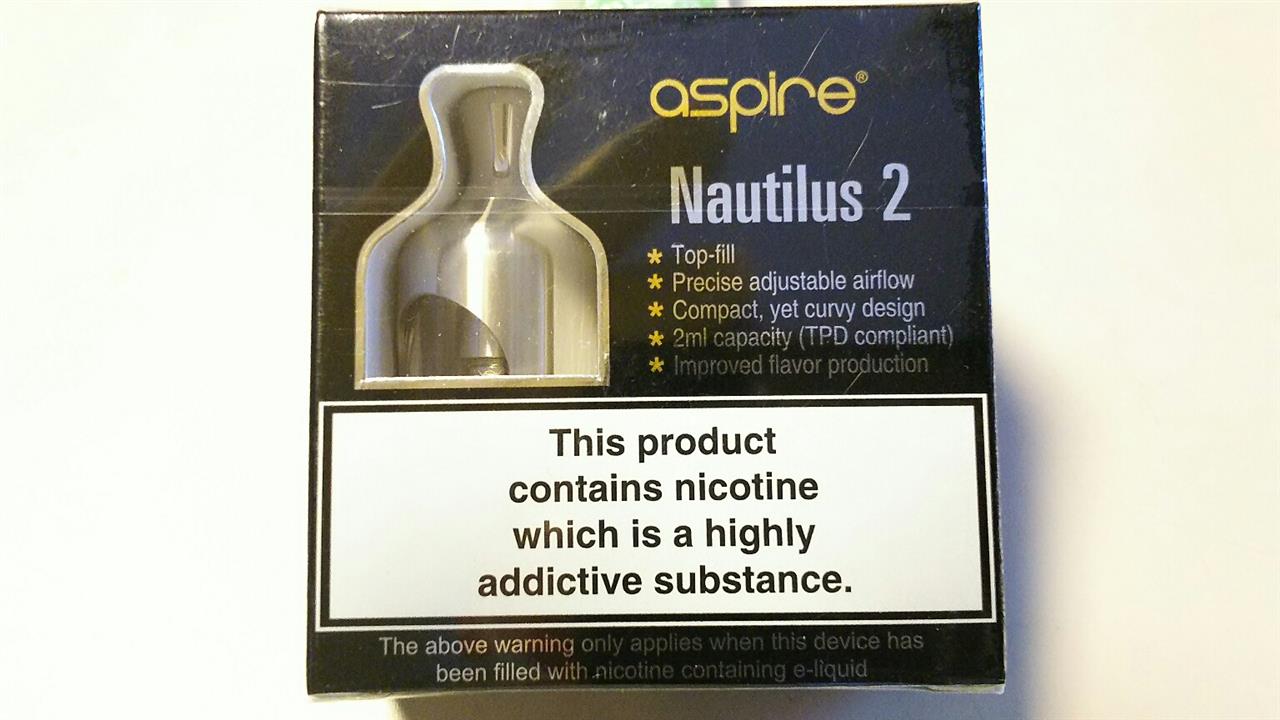 aspire®
Nautilus 2
* Top-fill
* Precise adjustable airflow
* Compact, yet curvy design
* 2ml capacity (TPD compliant)
* Improved flavor production
This product
contains nicotine
which is a highly
addictive substance.
The above warning only applies when this device has
been filled with nicotine containing e-liquid